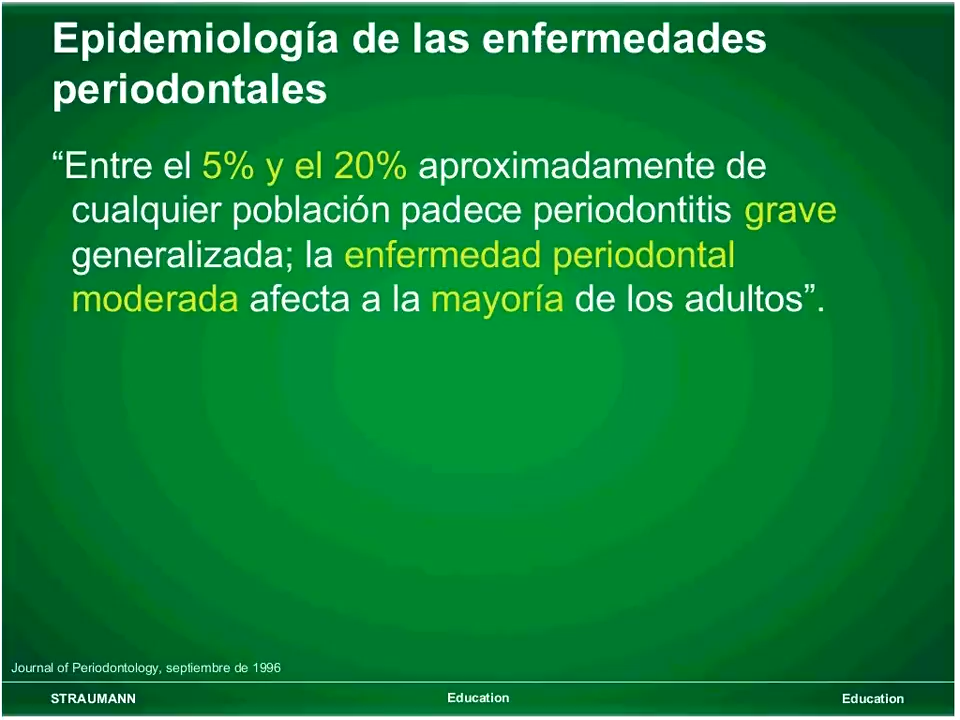 Epidemiología de las enfermedades
periodontales
“Entre el 5% y el 20% aproximadamente de
cualquier población padece periodontitis grave
generalizada; la enfermedad periodontal
moderada afecta a la mayoría de los adultos”.
Journal of Periodontology, septiembre de 1996
STRAUMANN Education Education